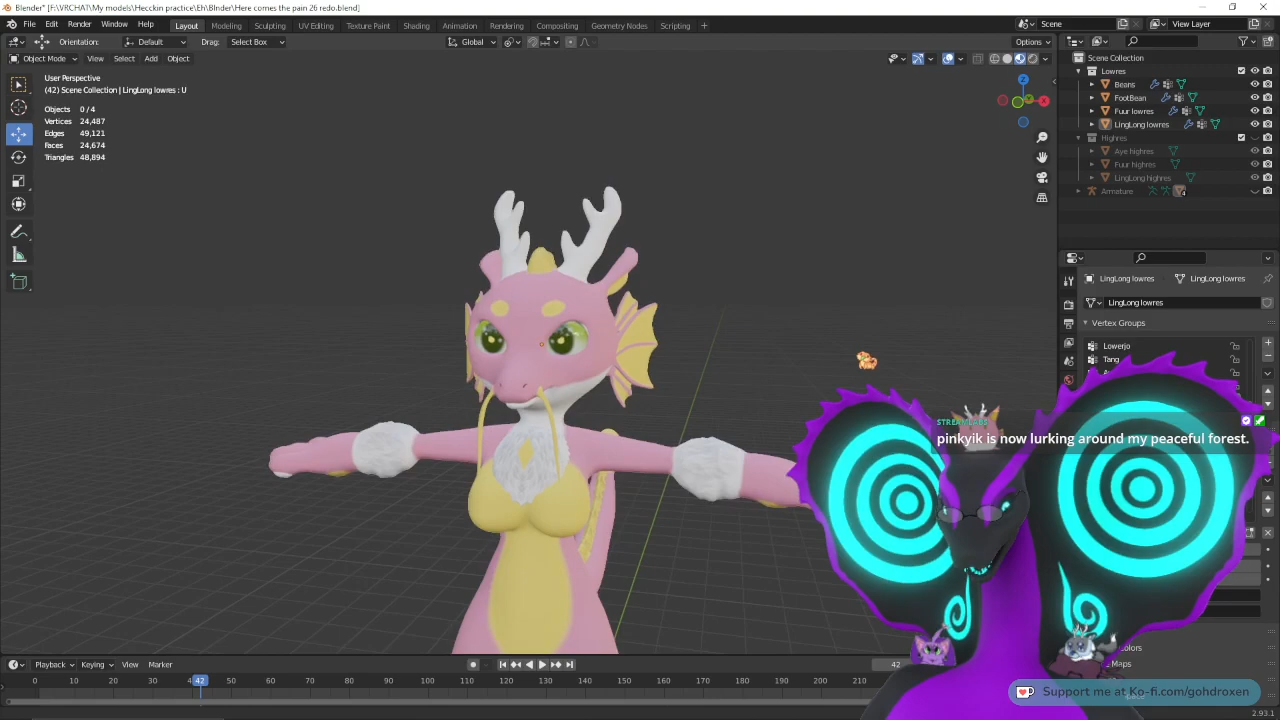 Blender* [F:\VRCHAT\My models\Hecckin practice\Eh\Blnder\Here comes the pain 26 redo.blend]
File Edit Render Window Help Layout Modeling Sculpting UV Editing Texture Paint Shading Animation Rendering Compositing Geometry Nodes Scripting + Scene View Layer
Orientation: Default Drag: Select Box Global Options
Object Mode View Select Add Object
User Perspective
(42) Scene Collection | LingLong lowres : U
Objects 0 / 4
Vertices 24,487
Edges 49,121
Faces 24,674
Triangles 48,894
Z
X
Scene Collection
Lowres
Beans
FootBean
Fuur lowres
LingLong lowres
Highres
Aye highres
Fuur highres
LingLong highres
Armature
LingLong lowres LingLong lowres
LingLong lowres
Vertex Groups
Lowerjo
Tang
STREAMLABS
pinkyik is now lurking around my peaceful forest.
olors
Maps
Support me at Ko-fi.com/gohdroxen
Playback Keying View Marker 42
0 10 20 30 4 42 50 60 70 80 90 100 110 120 130 140 150 160 170 180 190 200 210
2.93.1